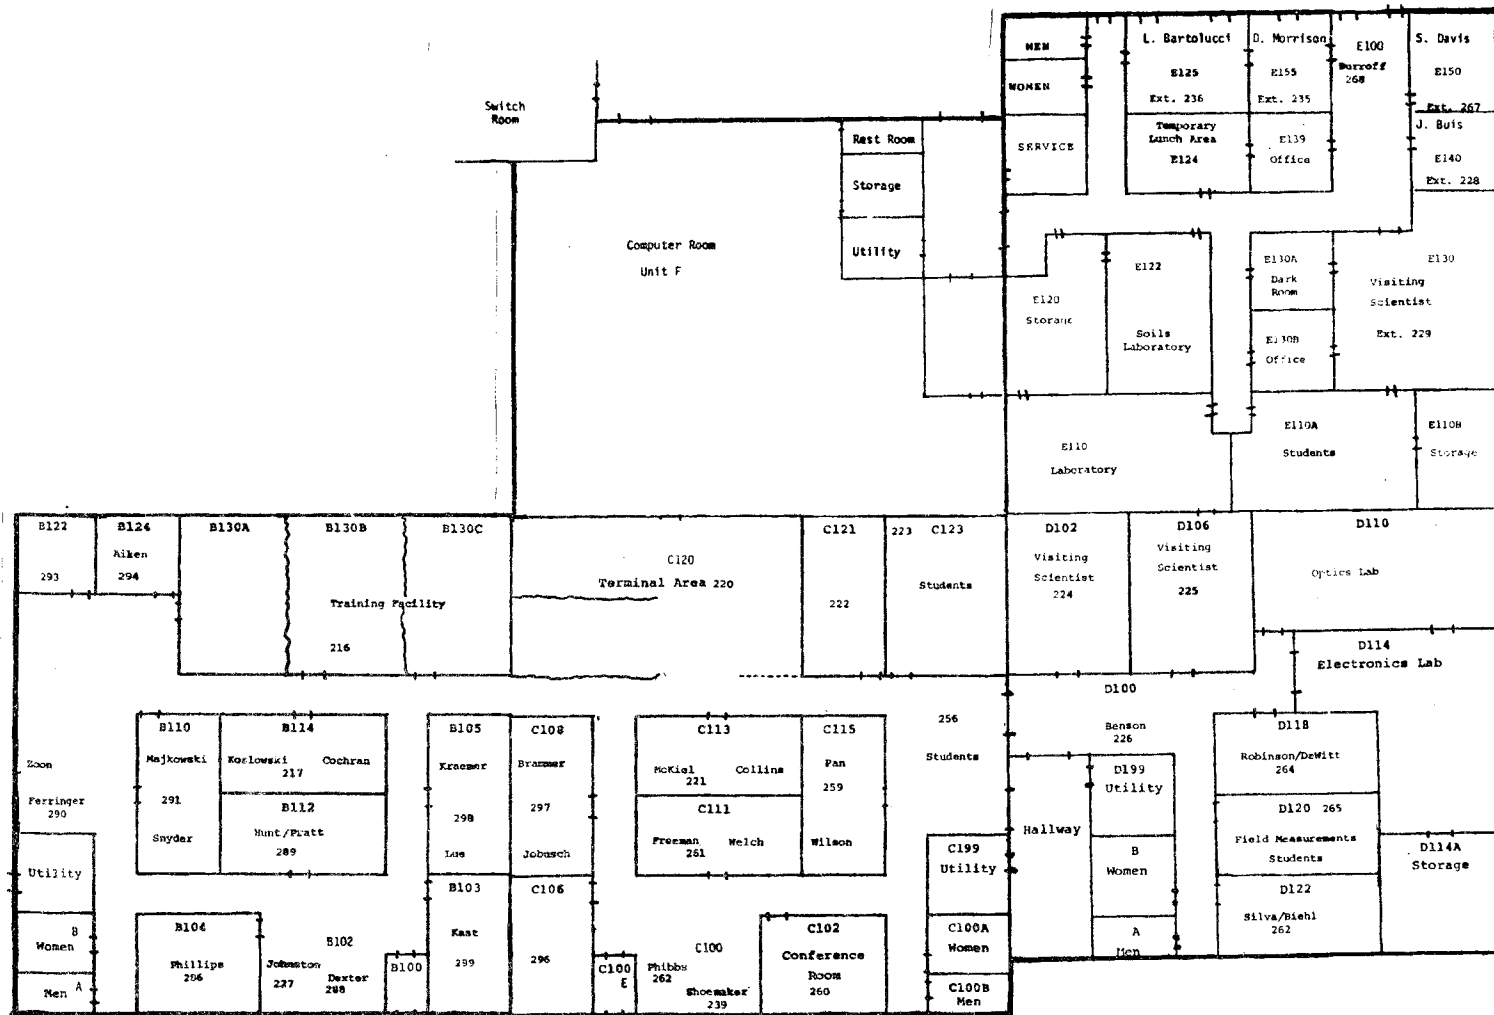 Switch
Room
Computer Room
Unit F
Rest Room
Storage
Utility
MEN
WOMEN
SERVICE
L. Bartolucci
E125
Ext. 236
Temporary
Lunch Area
E124
D. Morrison
E155
Ext. 235
E139
Office
E100
Burroff
268
S. Davis
E150
Ext. 267
J. Buis
E140
Ext. 228
E120
Storage
E122
Soils
Laboratory
E130A
Dark
Room
E130B
Office
E130
Visiting
Scientist
Ext. 229
E110
Laboratory
E110A
Students
E110B
Storage
B122
293
B124
Aiken
294
B130A
B130B
B130C
Training Facility
216
C120
Terminal Area 220
C121
222
223 C123
Students
D102
Visiting
Scientist
224
D106
Visiting
Scientist
225
D110
Optics Lab
D114
Electronics Lab
D100
Benson
226
Zoon
Ferringer
290
Utility
B
Women
Men A
B110
Majkowski
291
Snyder
B114
Kozlowski Cochran
217
B112
Hunt/Pratt
289
B104
Phillips
286
B102
Johnston
227
Dexter
288
B100
B105
Kraemer
298
Lue
B103
Kast
299
C108
Brammer
297
Jobusch
C106
296
C100
E
C113
McKiel Collins
221
C111
Freeman Welch
261
C115
Pan
259
Wilson
C100
Phibbs
262
Shoemaker
239
C102
Conference
Room
260
256
Students
C199
Utility
C100A
Women
C100B
Men
Hallway
D199
Utility
B
Women
A
Men
D118
Robinson/DeWitt
264
D120 265
Field Measurements
Students
D122
Silva/Biehl
262
D114A
Storage